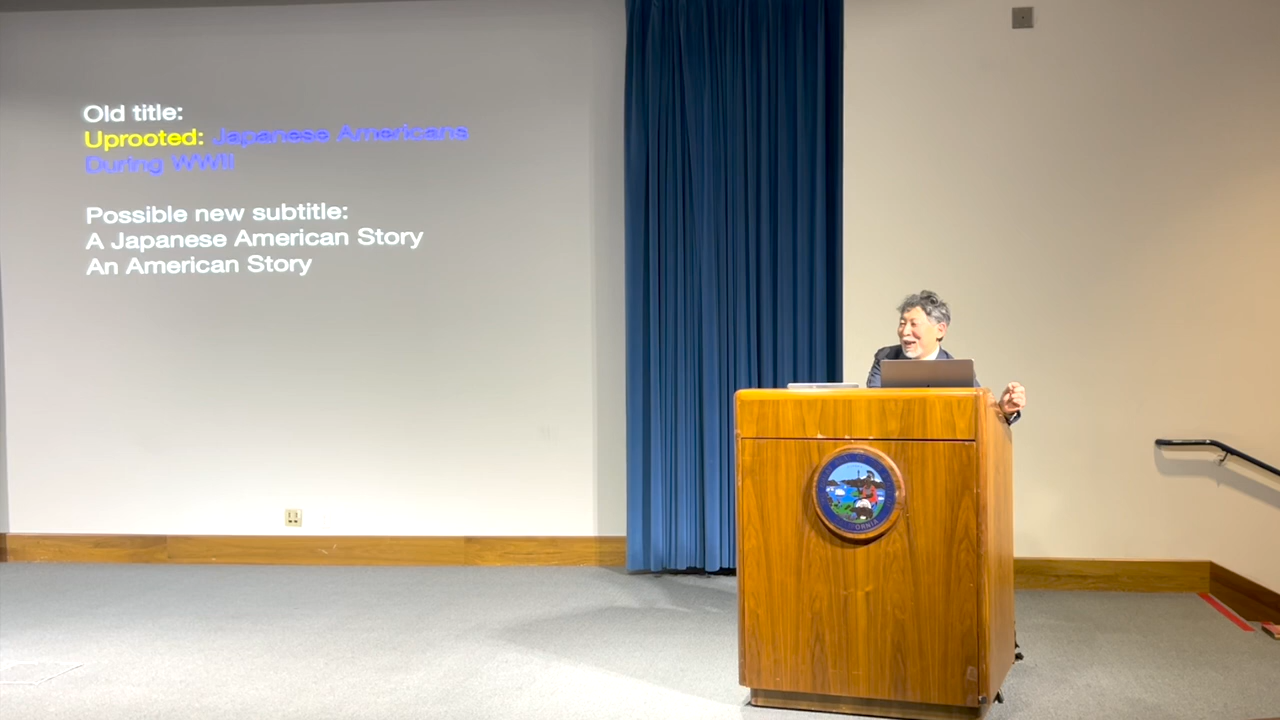 Old title:
Uprooted: Japanese Americans
During WWII
Possible new subtitle:
A Japanese American Story
An American Story